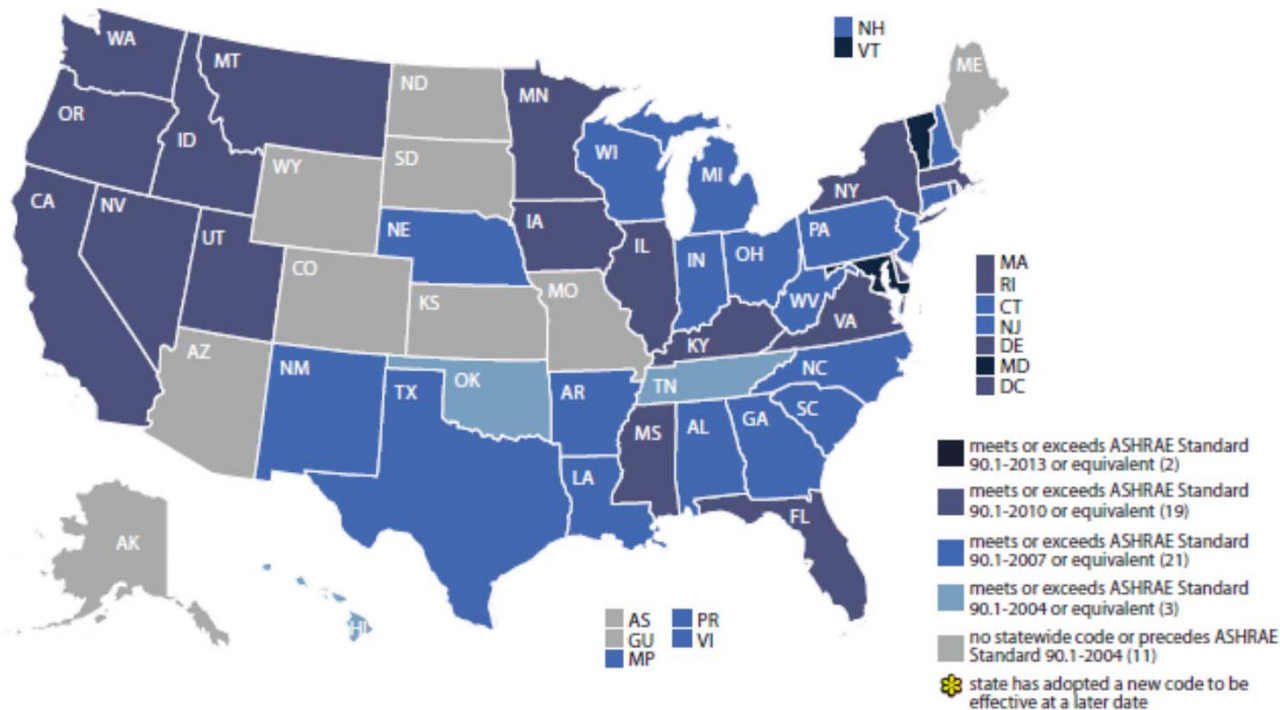 NH
VT
WA
MT
ND
MN
ME
OR
ID
WY
SD
WI
MI
NY
CA
NV
UT
NE
IA
IL
IN
OH
PA
CO
KS
MO
WV
VA
KY
AZ
NM
OK
TX
AR
TN
NC
SC
MS
AL
GA
LA
FL
AK
HI
MA
RI
CT
NJ
DE
MD
DC
AS
GU
MP
PR
VI
meets or exceeds ASHRAE Standard
90.1-2013 or equivalent (2)
meets or exceeds ASHRAE Standard
90.1-2010 or equivalent (19)
meets or exceeds ASHRAE Standard
90.1-2007 or equivalent (21)
meets or exceeds ASHRAE Standard
90.1-2004 or equivalent (3)
no statewide code or precedes ASHRAE
Standard 90.1-2004 (11)
state has adopted a new code to be
effective at a later date